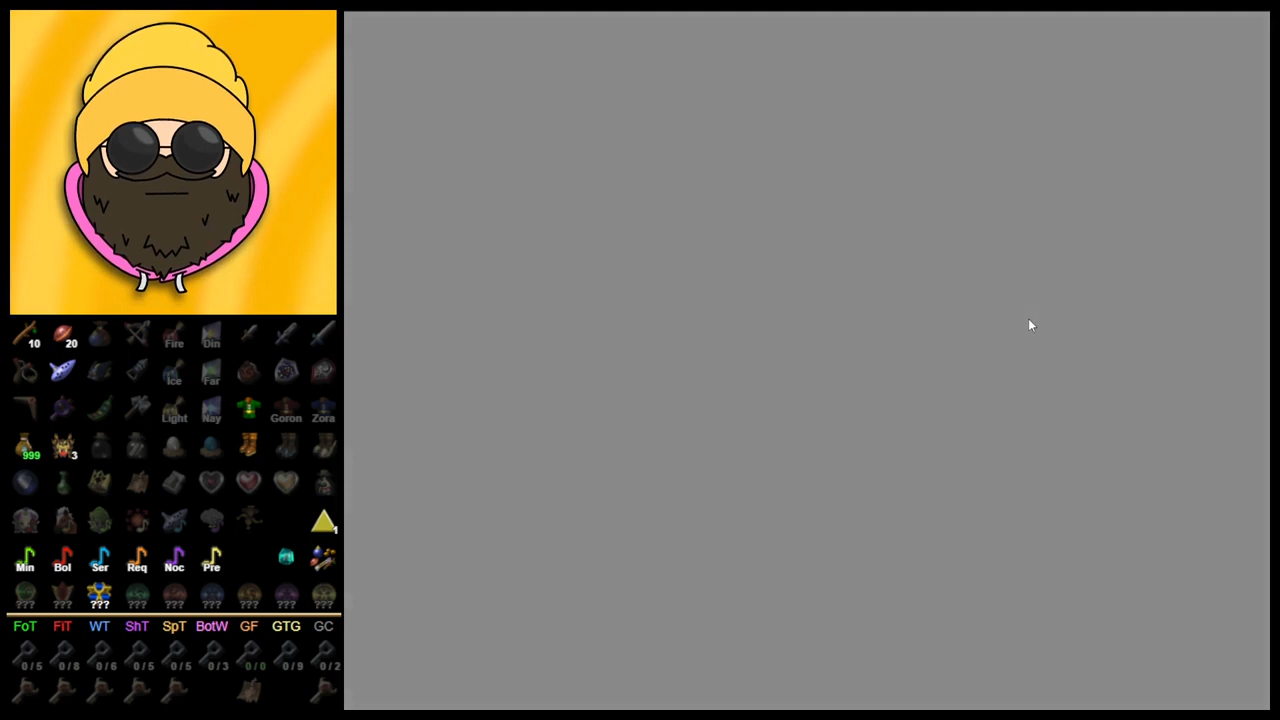 10 20 Fire Din
Ice Far
Light Nay Goron Zora
999 3
1
Min Bol Ser Req Noc Pre
??? ??? ??? ??? ??? ??? ??? ??? ???
FoT FIT WT ShT SpT BotW GF GTG GC
0/5 0/8 0/6 0/5 0/5 0/3 0/0 0/9 0/2